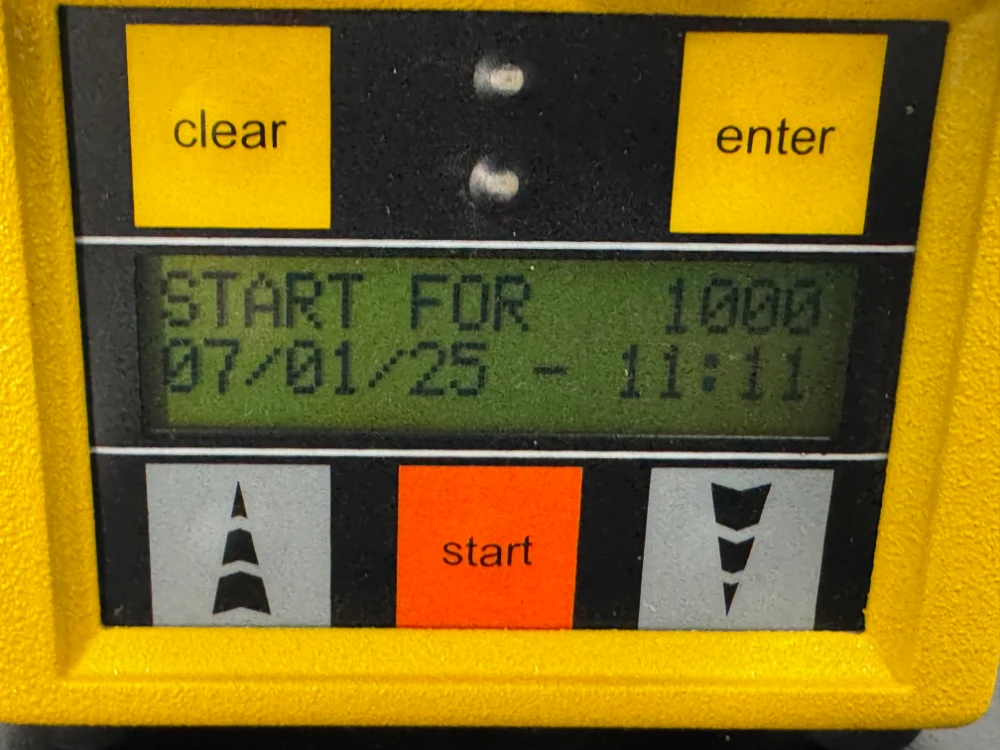 clear
enter
START FOR 1000
07/01/25 - 11:11
start